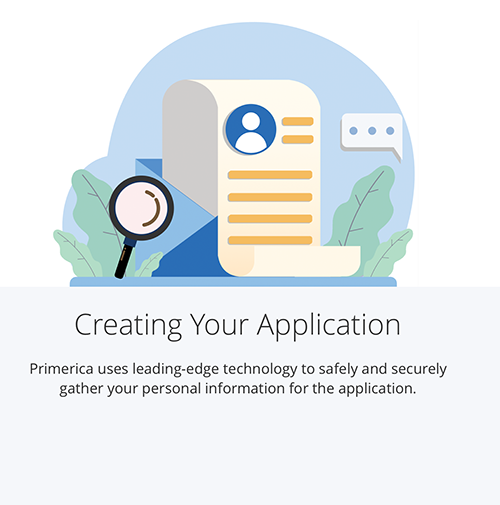 Creating Your Application
Primerica uses leading-edge technology to safely and securely
gather your personal information for the application.